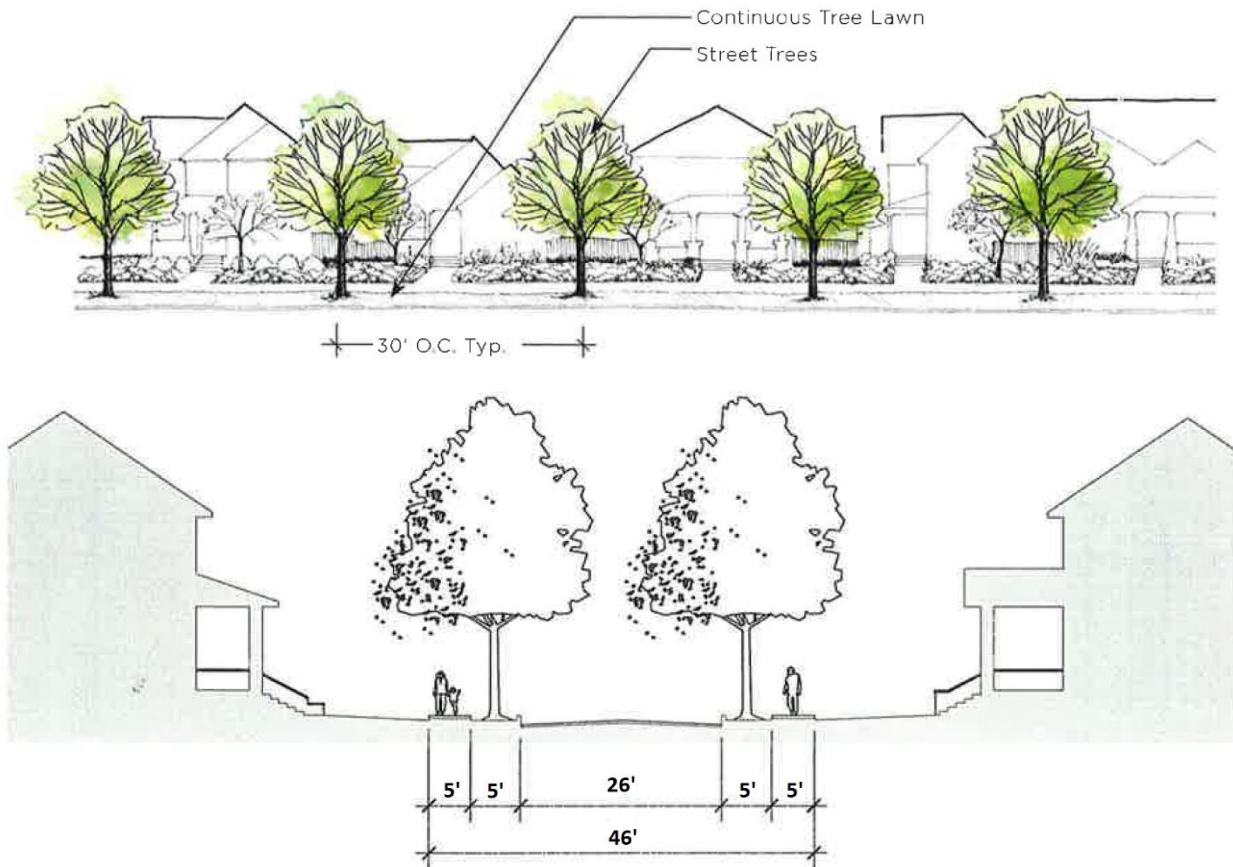 Continuous Tree Lawn
Street Trees
30' O.C. Typ.
5' 5' 26' 5' 5'
46'